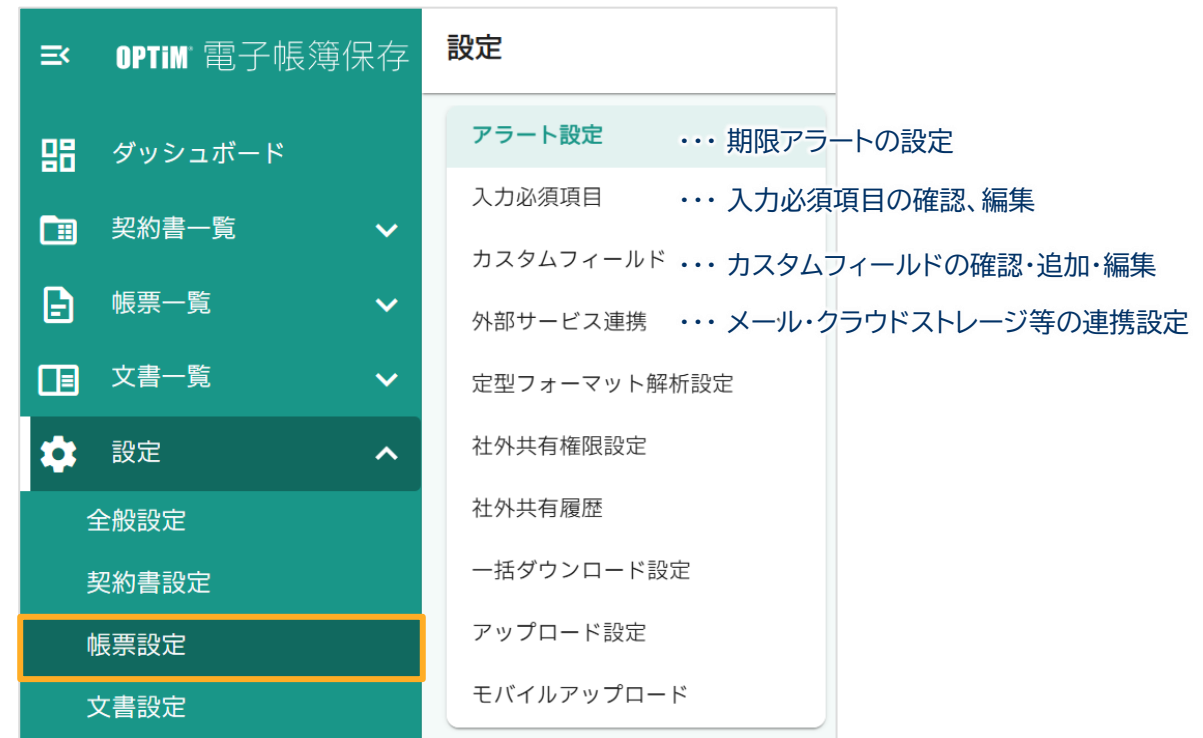 OPTiM 電子帳簿保存
ダッシュボード
契約書一覧
帳票一覧
文書一覧
設定
全般設定
契約書設定
帳票設定
文書設定
設定
アラート設定 ・・・ 期限アラートの設定
入力必須項目 ・・・ 入力必須項目の確認、編集
カスタムフィールド ・・・ カスタムフィールドの確認・追加・編集
外部サービス連携 ・・・ メール・クラウドストレージ等の連携設定
定型フォーマット解析設定
社外共有権限設定
社外共有履歴
一括ダウンロード設定
アップロード設定
モバイルアップロード